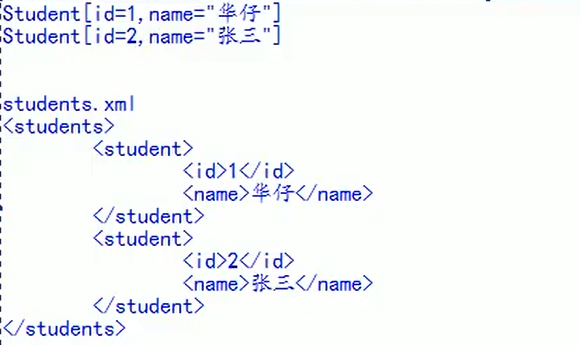 Student[id=1,name="华仔"]
Student[id=2,name="张三"]
students.xml
<students>
<student>
<id>1</id>
<name>华仔</name>
</student>
<student>
<id>2</id>
<name>张三</name>
</student>
</students>